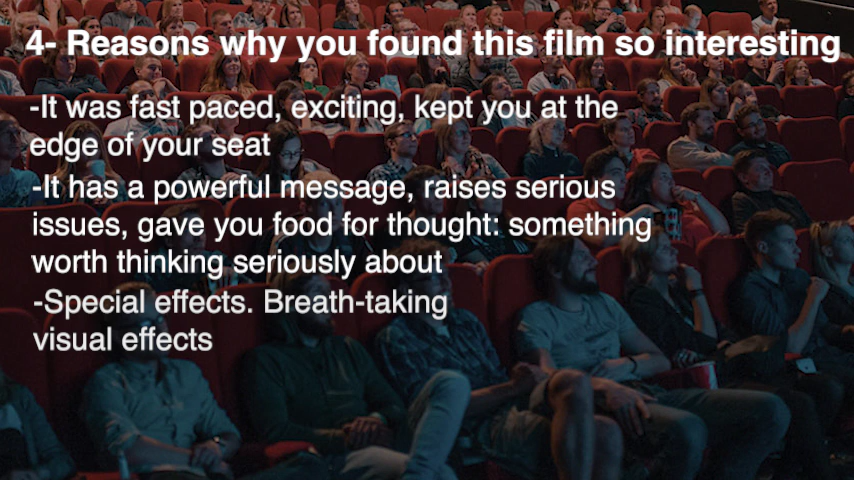 4- Reasons why you found this film so interesting
-It was fast paced, exciting, kept you at the
edge of your seat
-It has a powerful message, raises serious
issues, gave you food for thought: something
worth thinking seriously about
-Special effects. Breath-taking
visual effects